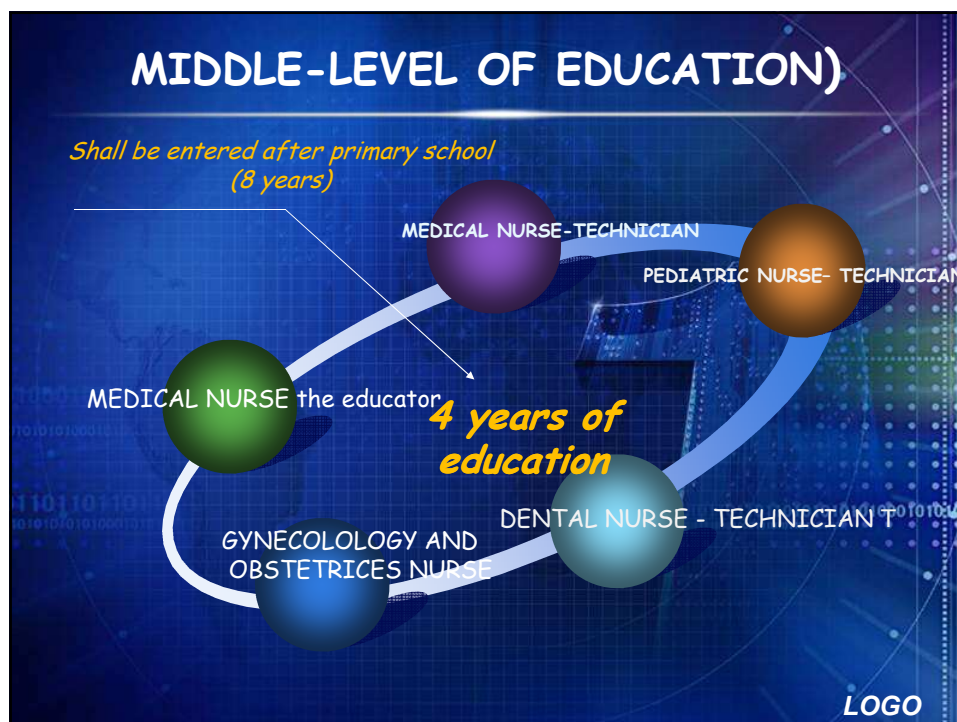 MIDDLE-LEVEL OF EDUCATION)
Shall be entered after primary school
(8 years)
MEDICAL NURSE-TECHNICIAN
PEDIATRIC NURSE- TECHNICIAN
MEDICAL NURSE the educator
4 years of
education
DENTAL NURSE - TECHNICIAN T
GYNECOLOLOGY AND
OBSTETRICES NURSE
LOGO